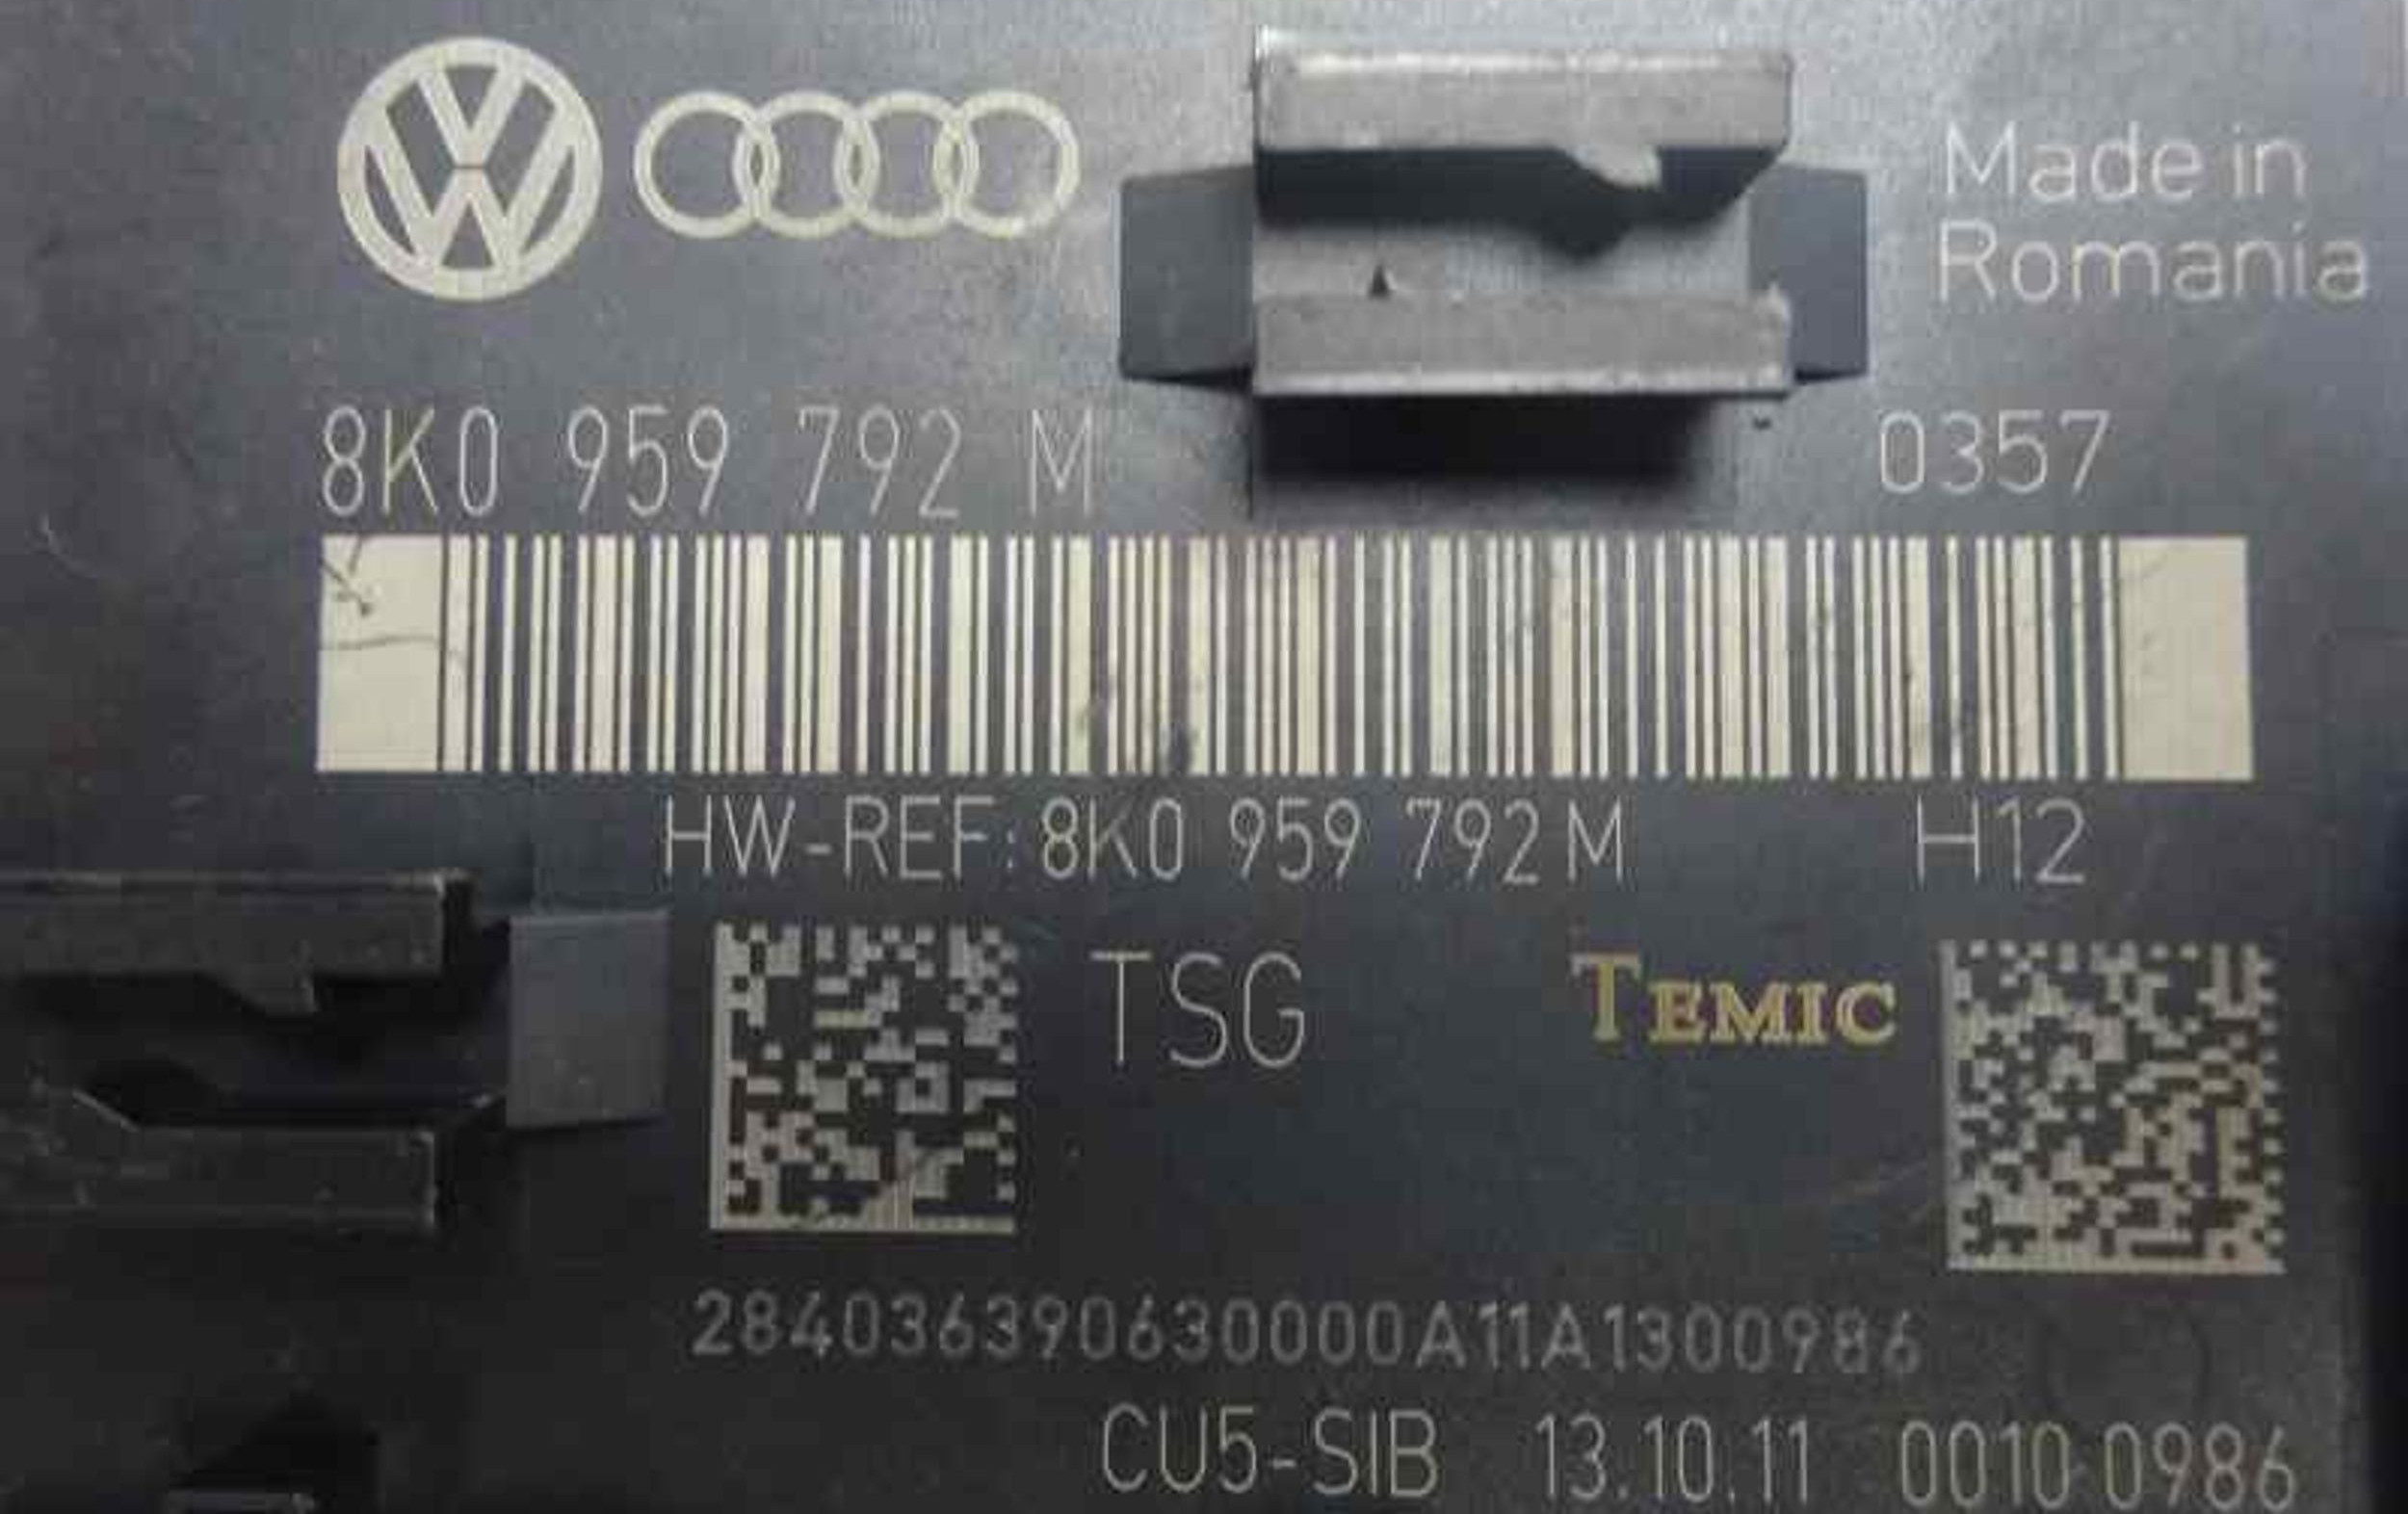 Made in
Romania
8K0 959 792 M
0357
HW-REF: 8K0 959 792 M H12
TSG TEMIC
284036390630000A11A1300986
CU5-SIB 13.10.11 0010 0986